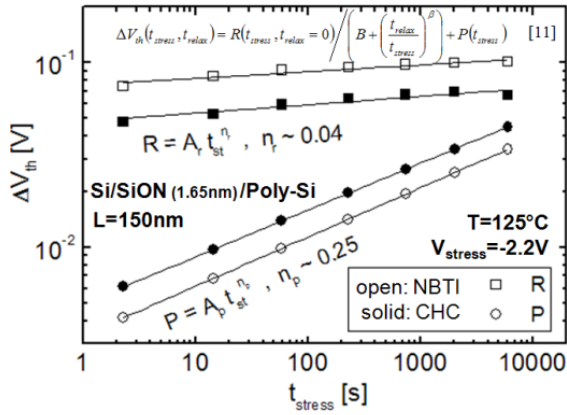 ΔV_th(t_stress, t_relax) = R(t_stress, t_relax = 0) / (B + (t_relax / t_stress)^β) + P(t_stress) [11]
10^-1
10^-2
ΔV_th [V]
R = A_r t_st^n_r , n_r ~ 0.04
Si/SiON (1.65nm)/Poly-Si
L=150nm
T=125°C
V_stress=-2.2V
P = A_p t_st^n_p , n_p ~ 0.25
open: NBTI □ R
solid: CHC ○ P
1 10 100 1000 10000
t_stress [s]